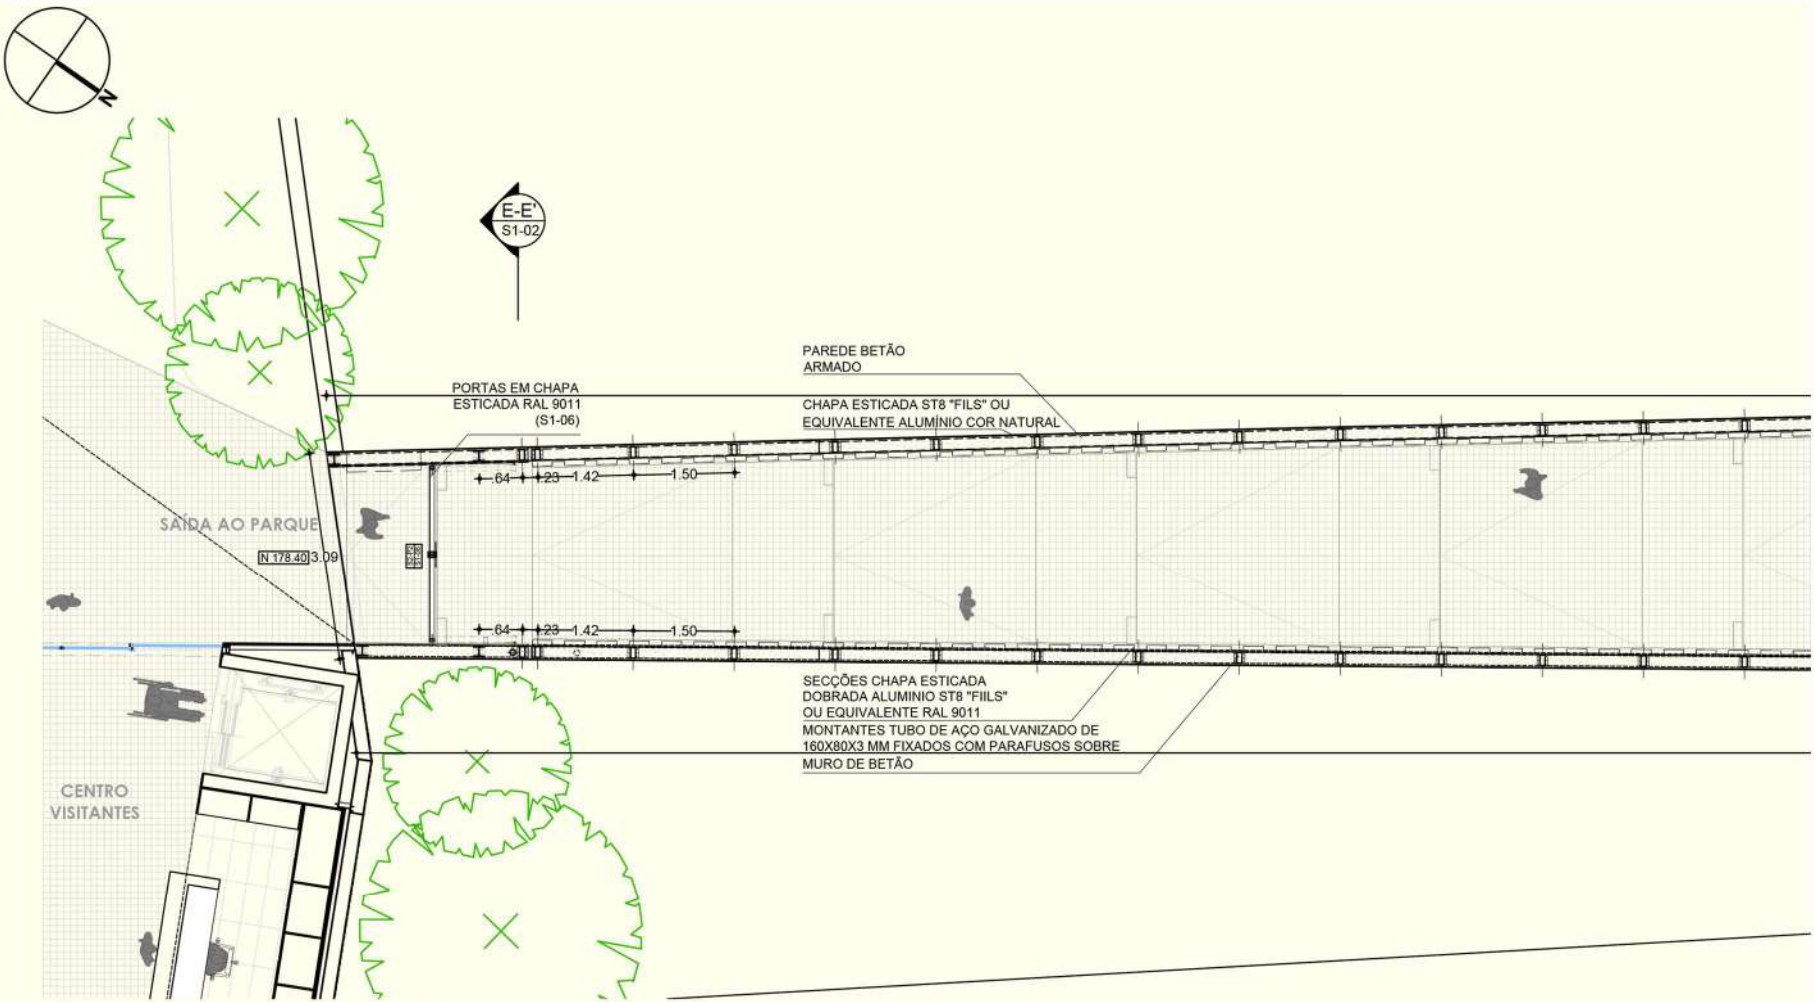 N
E-E'
S1-02
PAREDE BETÃO
ARMADO
PORTAS EM CHAPA
ESTICADA RAL 9011
(S1-06)
CHAPA ESTICADA ST8 "FILS" OU
EQUIVALENTE ALUMÍNIO COR NATURAL
.64 .23 1.42 1.50
SAÍDA AO PARQUE
N 178.40 3.09
.64 .23 1.42 1.50
SECÇÕES CHAPA ESTICADA
DOBRADA ALUMINIO ST8 "FIILS"
OU EQUIVALENTE RAL 9011
MONTANTES TUBO DE AÇO GALVANIZADO DE
160X80X3 MM FIXADOS COM PARAFUSOS SOBRE
MURO DE BETÃO
CENTRO
VISITANTES